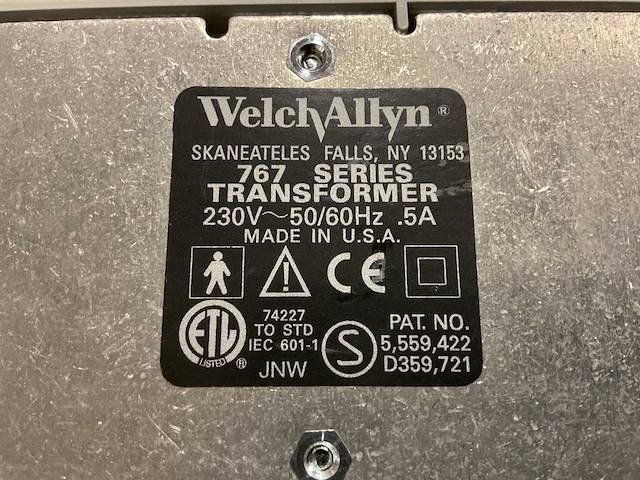 WelchAllyn®
SKANEATELES FALLS, NY 13153
767 SERIES
TRANSFORMER
230V~50/60Hz .5A
MADE IN U.S.A.
CE
ETL
LISTED
®
74227
TO STD
IEC 601-1
JNW
S
PAT. NO.
5,559,422
D359,721